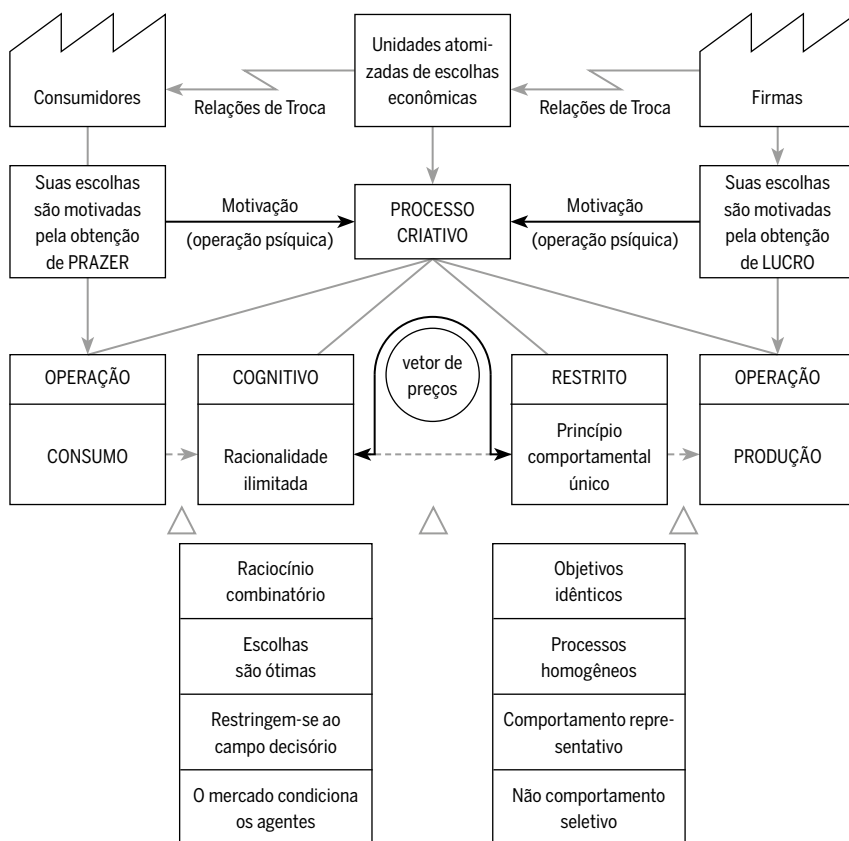 Consumidores
Relações de Troca
Unidades atomi-
zadas de escolhas
econômicas
Relações de Troca
Firmas
Suas escolhas
são motivadas
pela obtenção
de PRAZER
Motivação
(operação psíquica)
PROCESSO
CRIATIVO
Motivação
(operação psíquica)
Suas escolhas
são motivadas
pela obtenção
de LUCRO
OPERAÇÃO
CONSUMO
COGNITIVO
Racionalidade
ilimitada
vetor de
preços
RESTRITO
Princípio
comportamental
único
OPERAÇÃO
PRODUÇÃO
Raciocínio
combinatório
Escolhas
são ótimas
Restringem-se ao
campo decisório
O mercado condiciona
os agentes
Objetivos
idênticos
Processos
homogêneos
Comportamento repre-
sentativo
Não comportamento
seletivo